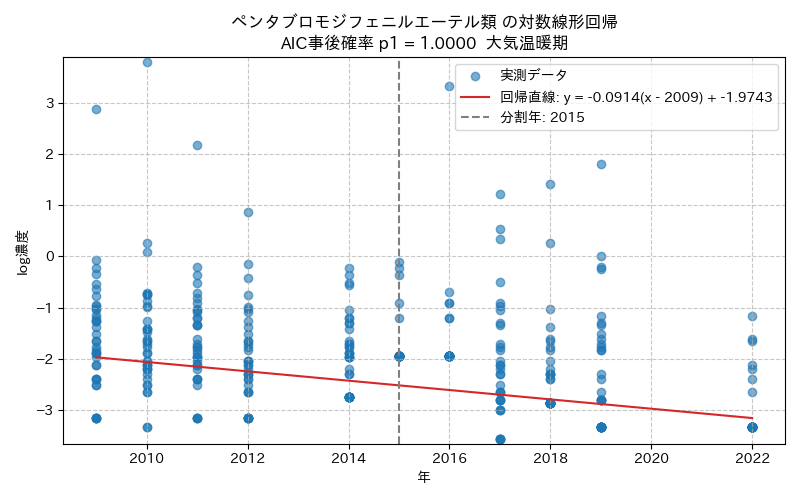 ペンタブロモジフェニルエーテル類 の対数線形回帰
AIC事後確率 p1 = 1.0000  大気温暖期
実測データ
回帰直線: y = -0.0914(x - 2009) + -1.9743
分割年: 2015
log濃度
3
2
1
0
−1
−2
−3
2010 2012 2014 2016 2018 2020 2022
年